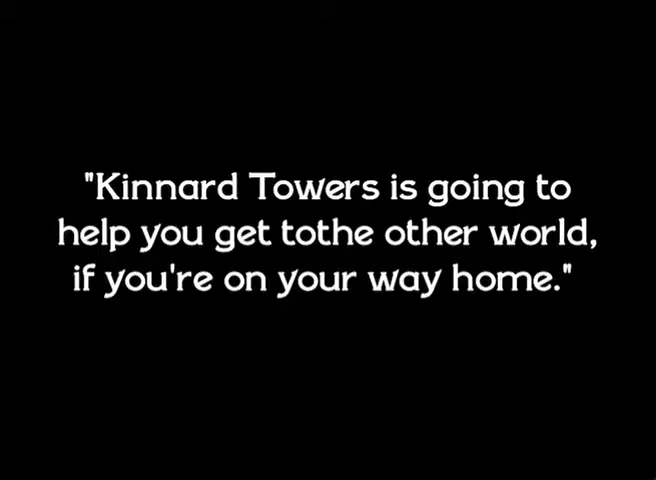 "Kinnard Towers is going to
help you get tothe other world,
if you're on your way home."